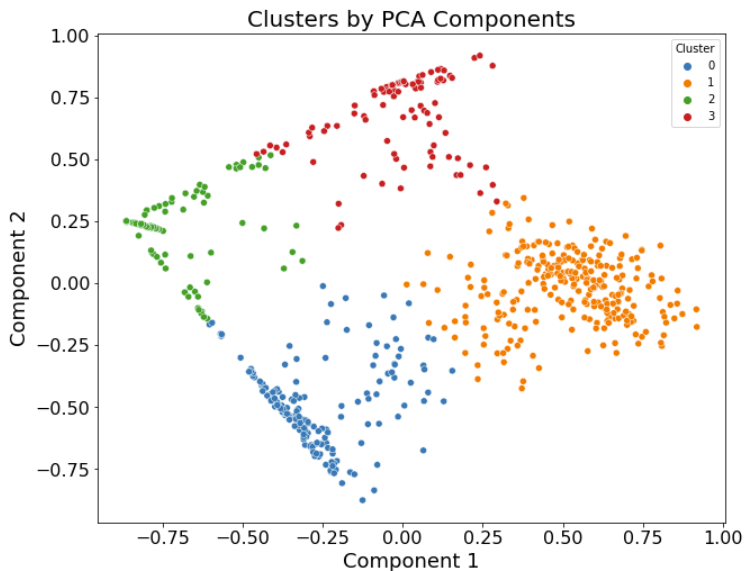 Clusters by PCA Components
Cluster
0
1
2
3
1.00
0.75
0.50
0.25
0.00
−0.25
−0.50
−0.75
Component 2
−0.75 −0.50 −0.25 0.00 0.25 0.50 0.75 1.00
Component 1